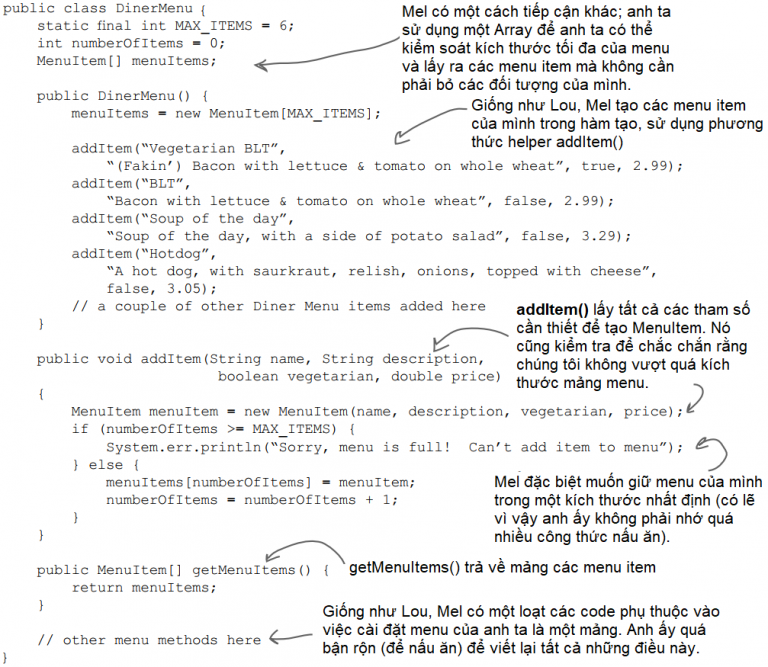 public class DinerMenu {
static final int MAX_ITEMS = 6;
int numberOfItems = 0;
MenuItem[] menuItems;
Mel có một cách tiếp cận khác; anh ta
sử dụng một Array để anh ta có thể
kiểm soát kích thước tối đa của menu
và lấy ra các menu item mà không cần
phải bỏ các đối tượng của mình.
public DinerMenu() {
menuItems = new MenuItem[MAX_ITEMS];
Giống như Lou, Mel tạo các menu item
của mình trong hàm tạo, sử dụng phương
thức helper addItem()
addItem(“Vegetarian BLT”,
“(Fakin’) Bacon with lettuce & tomato on whole wheat”, true, 2.99);
addItem(“BLT”,
“Bacon with lettuce & tomato on whole wheat”, false, 2.99);
addItem(“Soup of the day”,
“Soup of the day, with a side of potato salad”, false, 3.29);
addItem(“Hotdog”,
“A hot dog, with saurkraut, relish, onions, topped with cheese”,
false, 3.05);
// a couple of other Diner Menu items added here
}
addItem() lấy tất cả các tham số
cần thiết để tạo MenuItem. Nó
cũng kiểm tra để chắc chắn rằng
chúng tôi không vượt quá kích
thước mảng menu.
public void addItem(String name, String description,
boolean vegetarian, double price)
{
MenuItem menuItem = new MenuItem(name, description, vegetarian, price);
if (numberOfItems >= MAX_ITEMS) {
System.err.println(“Sorry, menu is full!  Can’t add item to menu”);
} else {
menuItems[numberOfItems] = menuItem;
numberOfItems = numberOfItems + 1;
}
}
Mel đặc biệt muốn giữ menu của mình
trong một kích thước nhất định (có lẽ
vì vậy anh ấy không phải nhớ quá
nhiều công thức nấu ăn).
public MenuItem[] getMenuItems() {
return menuItems;
}
getMenuItems() trả về mảng các menu item
// other menu methods here
}
Giống như Lou, Mel có một loạt các code phụ thuộc vào
việc cài đặt menu của anh ta là một mảng. Anh ấy quá
bận rộn (để nấu ăn) để viết lại tất cả những điều này.